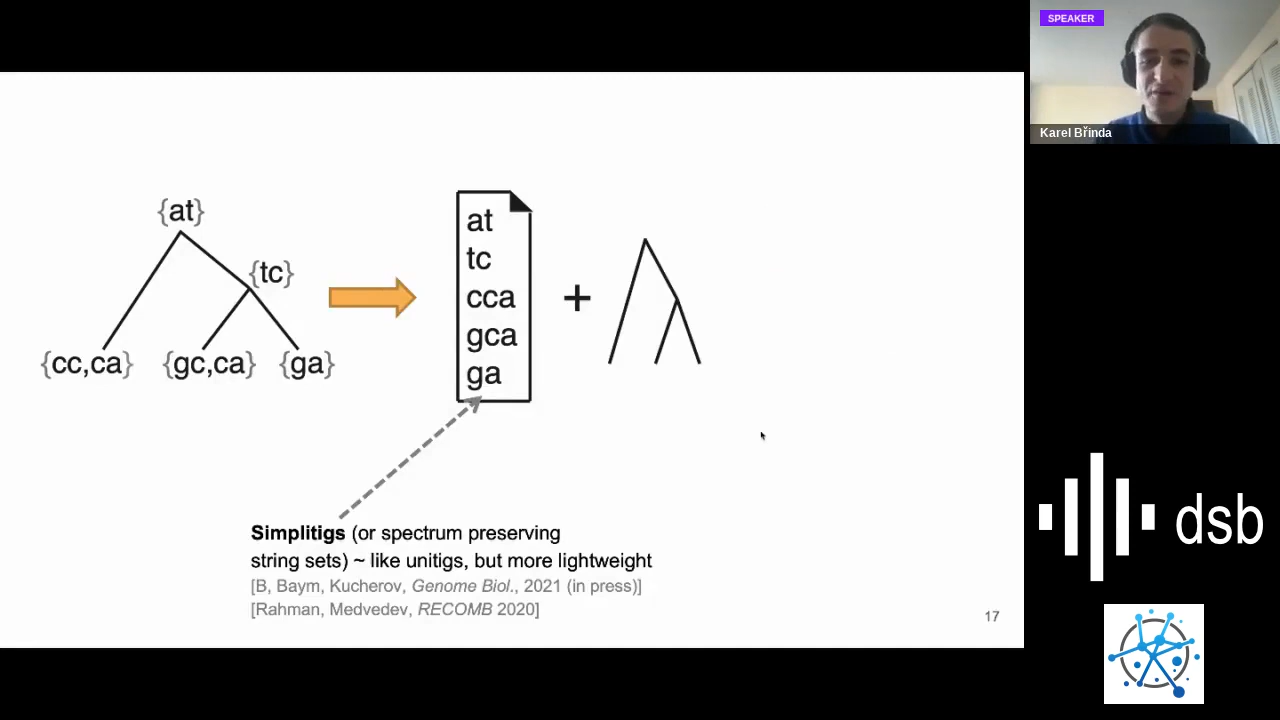 SPEAKER
Karel Břinda
{at}
{tc}
{cc,ca} {gc,ca} {ga}
at
tc
cca
gca
ga
+
Simplitigs (or spectrum preserving
string sets) ~ like unitigs, but more lightweight
[B, Baym, Kucherov, Genome Biol., 2021 (in press)]
[Rahman, Medvedev, RECOMB 2020]
17
dsb